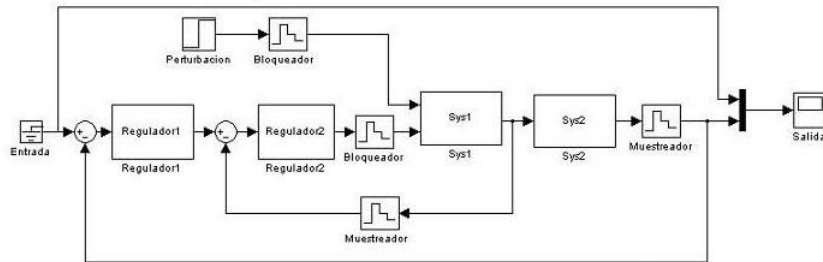 Perturbacion
Bloqueador
Entrada
+
-
Regulador1
Regulador1
+
-
Regulador2
Regulador2
Bloqueador
Sys1
Sys1
Sys2
Sys2
Muestreador
Salida
Muestreador